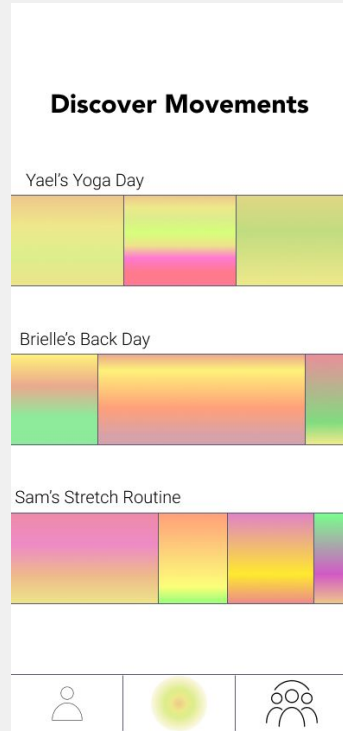 Discover Movements
Yael's Yoga Day
Brielle's Back Day
Sam's Stretch Routine